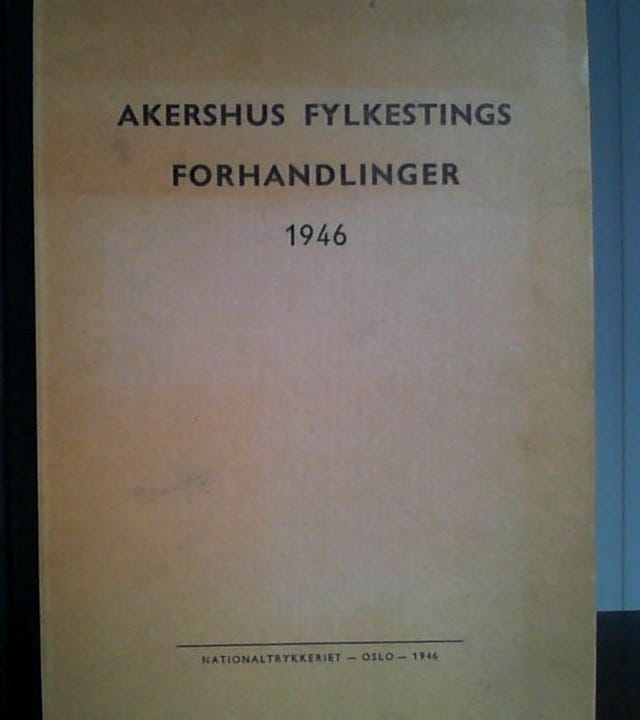 AKERSHUS FYLKESTINGS
FORHANDLINGER
1946
NATIONALTRYKKERIET — OSLO — 1946